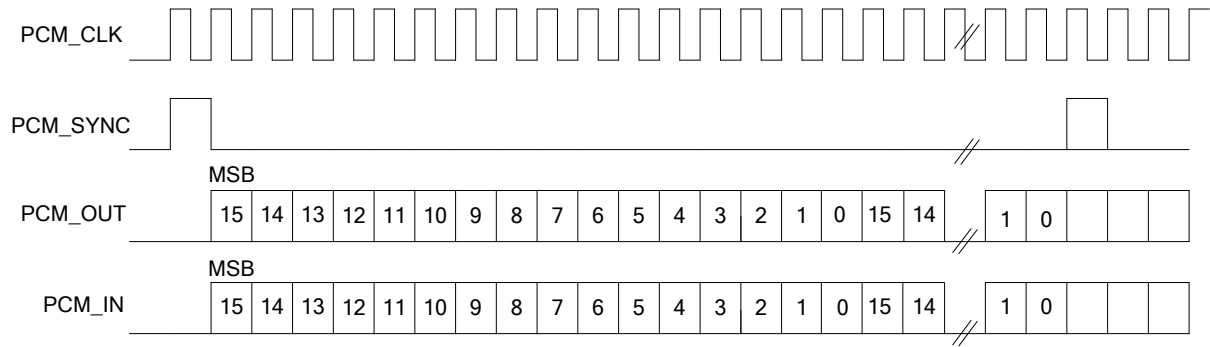 PCM_CLK
PCM_SYNC
MSB
PCM_OUT 15 14 13 12 11 10 9 8 7 6 5 4 3 2 1 0 15 14 1 0
MSB
PCM_IN 15 14 13 12 11 10 9 8 7 6 5 4 3 2 1 0 15 14 1 0